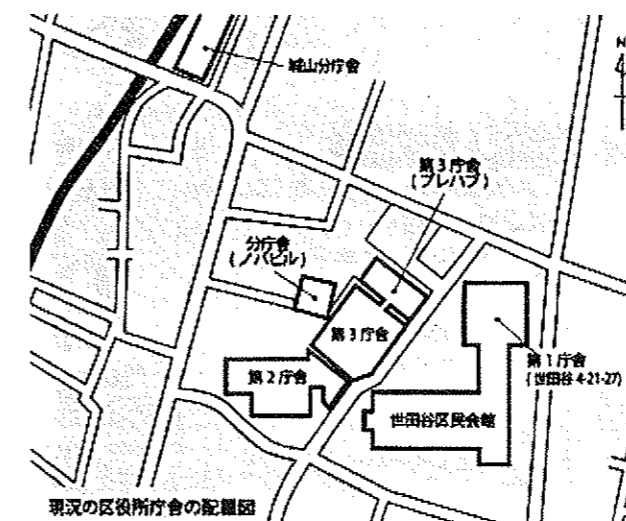 城山分庁舎
N
第3庁舎
(プレハブ)
分庁舎
(ノバビル)
第3庁舎
第2庁舎
第1庁舎
(世田谷 4-21-27)
世田谷区民会館
現況の区役所庁舎の配置図